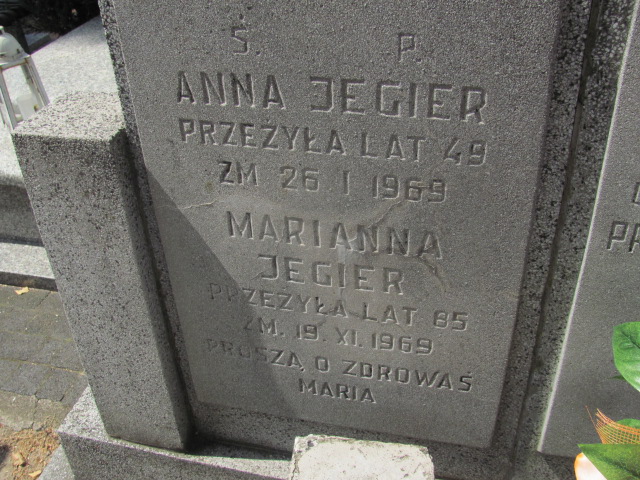 Ś. P.
ANNA JEGIER
PRZEŻYŁA LAT 49
ZM 26 I 1969
MARIANNA
JEGIER
PRZEŻYŁA LAT 85
ZM. 19. XI. 1969
PROSZĄ O ZDROWAŚ
MARIA